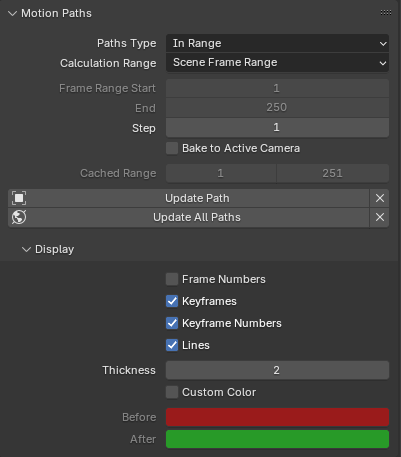 Motion Paths
Paths Type In Range
Calculation Range Scene Frame Range
Frame Range Start 1
End 250
Step 1
Bake to Active Camera
Cached Range 1 251
Update Path
Update All Paths
Display
Frame Numbers
Keyframes
Keyframe Numbers
Lines
Thickness 2
Custom Color
Before
After